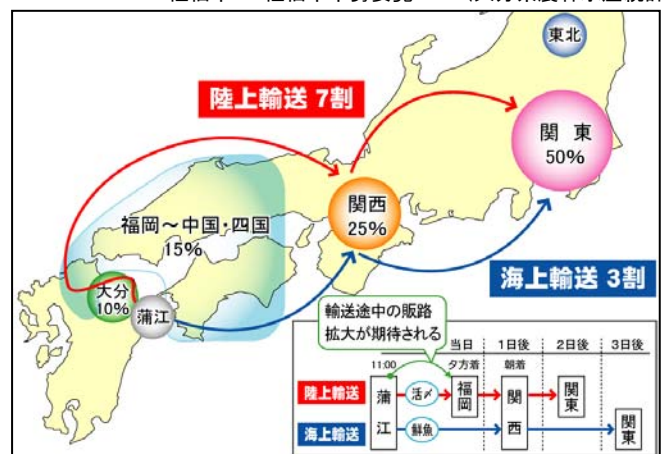 東北
陸上輸送 7割
関 東
50%
関西
25%
福岡～中国・四国
15%
大分
10%
蒲江
海上輸送 3割
輸送途中の販路
拡大が期待される
当日
1日後
2日後
3日後
11:00
夕方着
朝着
陸上輸送
蒲江
活〆
福岡
関西
関東
海上輸送
鮮魚
関東